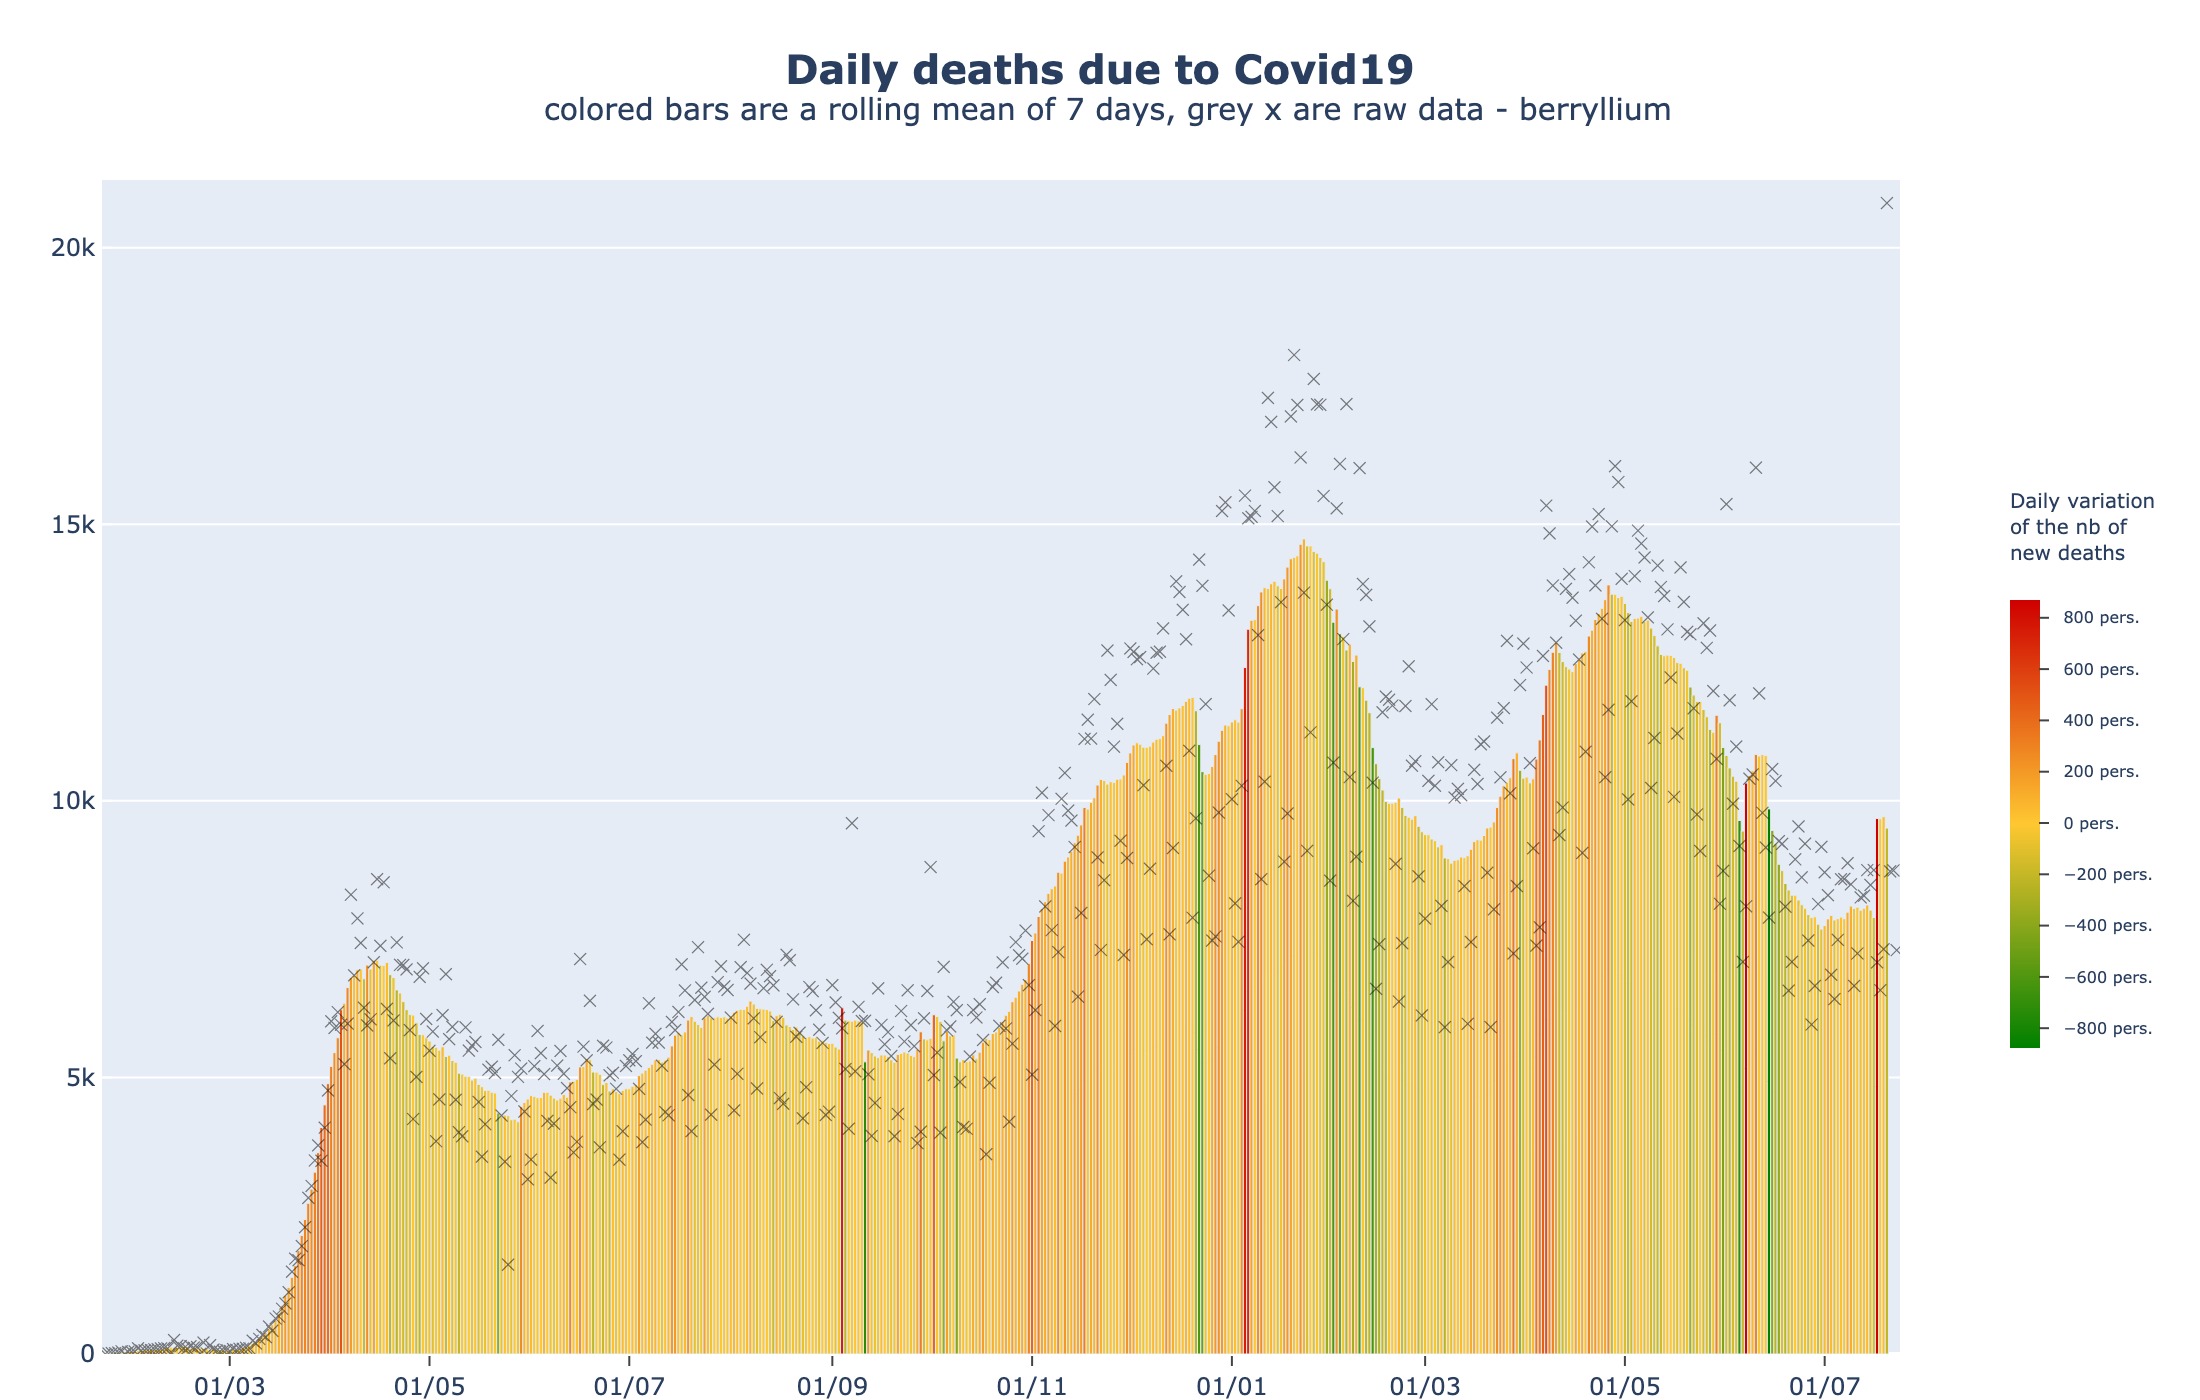 Daily deaths due to Covid19
colored bars are a rolling mean of 7 days, grey x are raw data - berryllium
20k
15k
10k
5k
0
01/03
01/05
01/07
01/09
01/11
01/01
01/03
01/05
01/07
Daily variation
of the nb of
new deaths
800 pers.
600 pers.
400 pers.
200 pers.
0 pers.
−200 pers.
−400 pers.
−600 pers.
−800 pers.